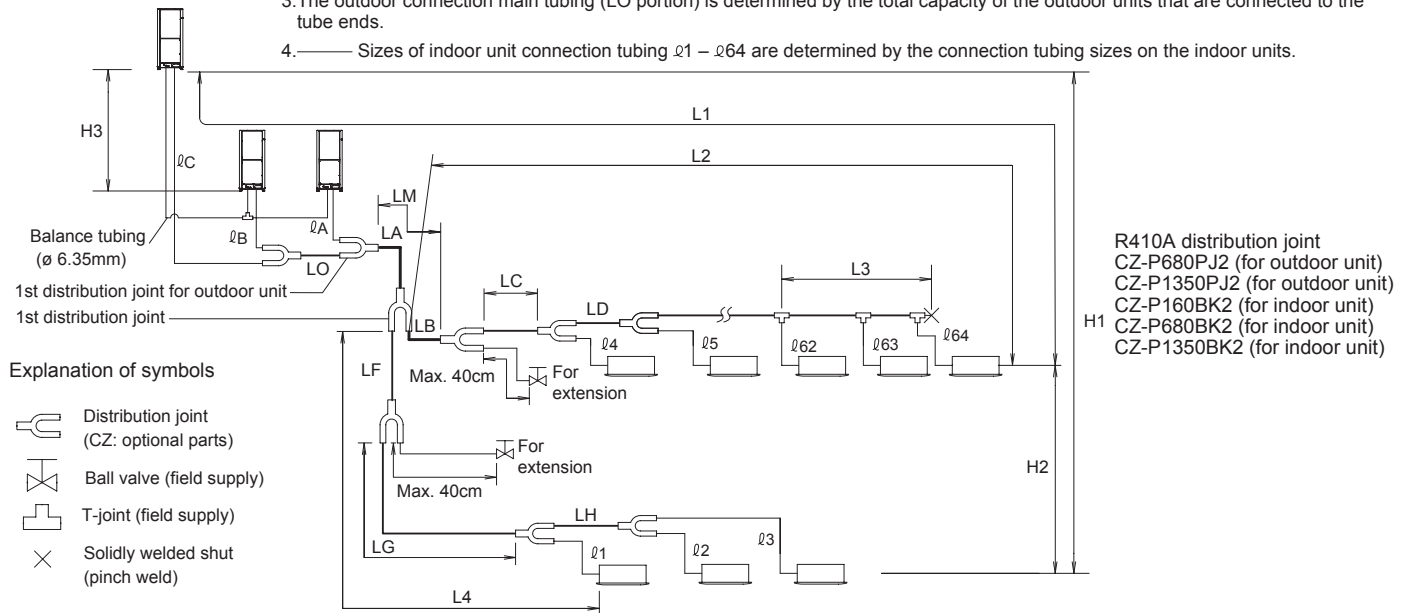 3.The outdoor connection main tubing (LO portion) is determined by the total capacity of the outdoor units that are connected to the
tube ends.
4.—— Sizes of indoor unit connection tubing ℓ1 – ℓ64 are determined by the connection tubing sizes on the indoor units.
L1
H3
L2
ℓC
LM
ℓA
LA
ℓB
Balance tubing
(ø 6.35mm)
LO
1st distribution joint for outdoor unit
1st distribution joint
LC
LD
L3
LB
ℓ4
ℓ5
ℓ62
ℓ63
ℓ64
Max. 40cm
For
extension
LF
H1
R410A distribution joint
CZ-P680PJ2 (for outdoor unit)
CZ-P1350PJ2 (for outdoor unit)
CZ-P160BK2 (for indoor unit)
CZ-P680BK2 (for indoor unit)
CZ-P1350BK2 (for indoor unit)
Explanation of symbols
Distribution joint
(CZ: optional parts)
Ball valve (field supply)
T-joint (field supply)
Solidly welded shut
(pinch weld)
For
extension
Max. 40cm
H2
LG
LH
ℓ1
ℓ2
ℓ3
L4